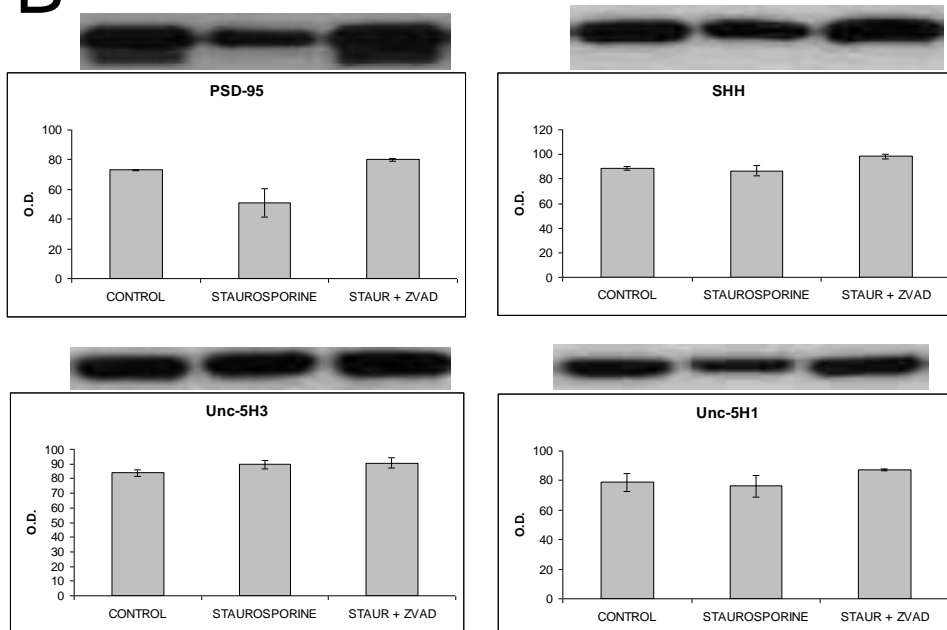 B
PSD-95
100
80
60
40
20
0
O.D.
CONTROL STAUROSPORINE STAUR + ZVAD
SHH
120
100
80
60
40
20
0
O.D.
CONTROL STAUROSPORINE STAUR + ZVAD
Unc-5H3
100
90
80
70
60
50
40
30
20
10
0
O.D.
CONTROL STAUROSPORINE STAUR + ZVAD
Unc-5H1
100
80
60
40
20
0
O.D.
CONTROL STAUROSPORINE STAUR + ZVAD